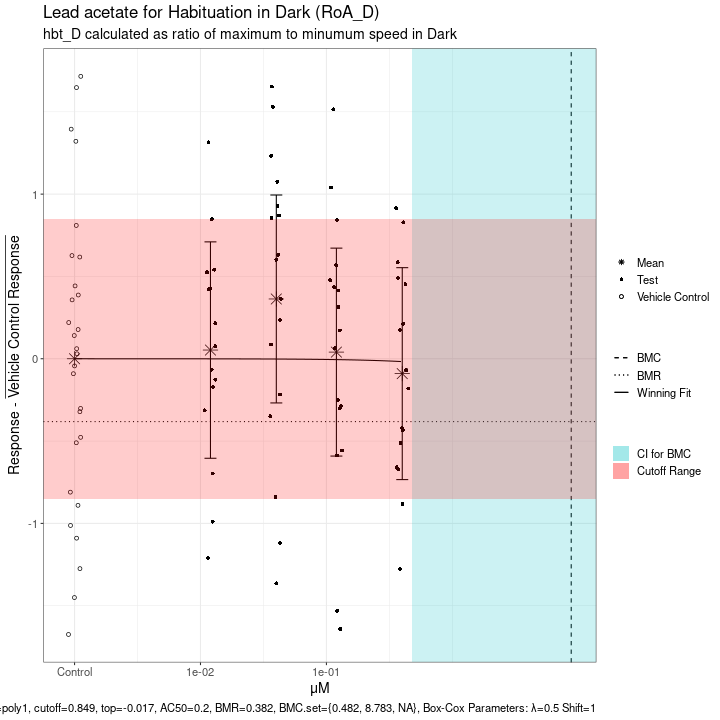 Lead acetate for Habituation in Dark (RoA_D)
hbt_D calculated as ratio of maximum to minumum speed in Dark
Response - Vehicle Control Response
1
0
-1
Control
1e-02
1e-01
µM
Mean
Test
Vehicle Control
BMC
BMR
Winning Fit
CI for BMC
Cutoff Range
=poly1, cutoff=0.849, top=-0.017, AC50=0.2, BMR=0.382, BMC.set={0.482, 8.783, NA}, Box-Cox Parameters: λ=0.5 Shift=1